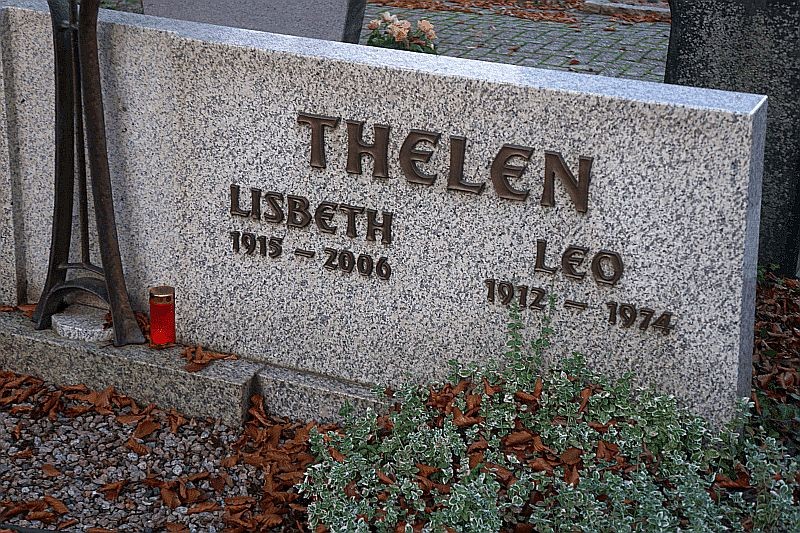 THELEN
LISBETH
1915 – 2006
LEO
1912 – 1974